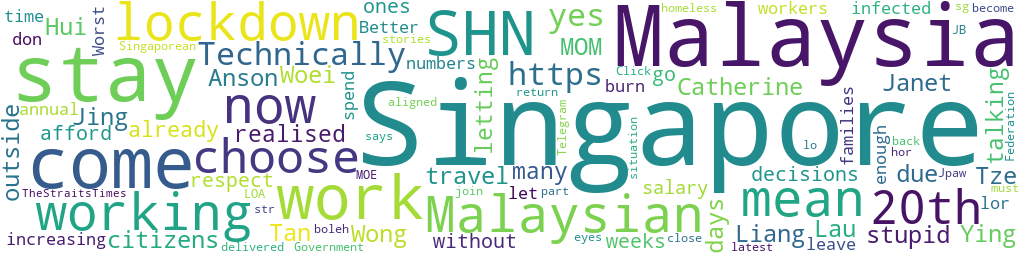 time
ones
lockdown
SHN
yes
homeless
workers
infected
sg
become
Malaysia
don
Hui
Worst
Singaporean
Technically
Better
stories
MOM
numbers
JB
stay
Anson
Woei
spend
letting
https
Click
go
Catherine
Janet
talking
Federation
annual
Jing
now
aligned
return
burn
Singapore
outside
afford
already
realised
says
Telegram
situation
lo
families
enough
back
hor
come
choose
MOE
travel
many
decisions
due
Jpaw
Tze
TheStraitsTimes
respect
LOA
work
join
part
let
salary
mean
20th
lor
must
working
str
Malaysian
days
increasing
citizens
Tan
boleh
Wong
without
weeks
Liang
Lau
stupid
Ying
delivered
Government
eyes
close
latest
leave